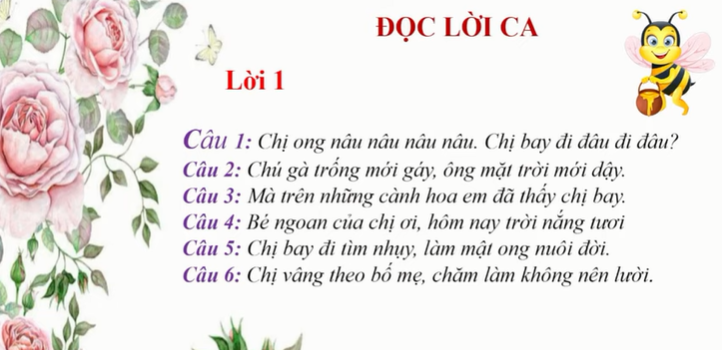 ĐỌC LỜI CA
Lời 1
Câu 1: Chị ong nâu nâu nâu nâu. Chị bay đi đâu đi đâu?
Câu 2: Chú gà trống mới gáy, ông mặt trời mới dậy.
Câu 3: Mà trên những cành hoa em đã thấy chị bay.
Câu 4: Bé ngoan của chị ơi, hôm nay trời nắng tươi
Câu 5: Chị bay đi tìm nhụy, làm mật ong nuôi đời.
Câu 6: Chị vâng theo bố mẹ, chăm làm không nên lười.